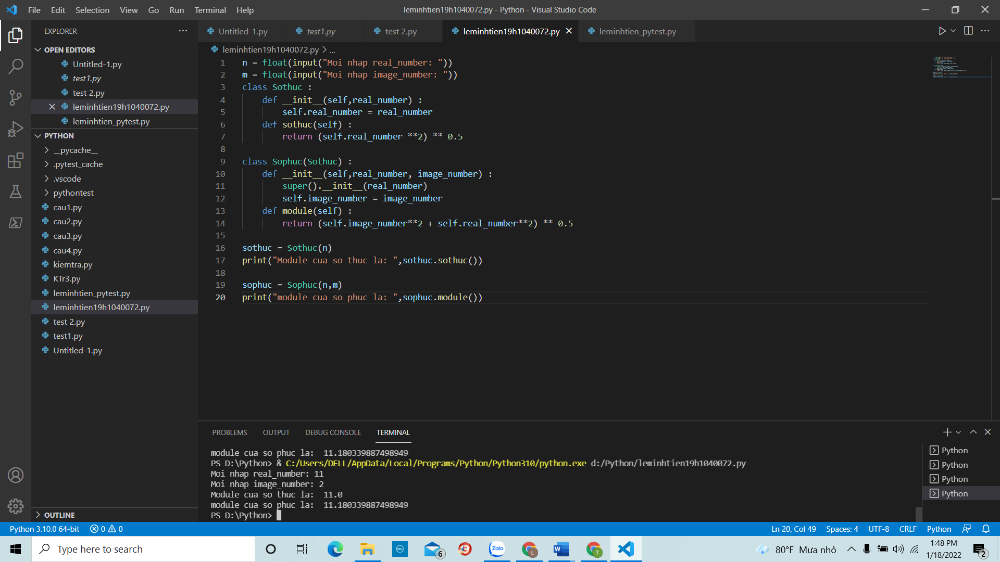 File Edit Selection View Go Run Terminal Help
leminhtien19h1040072.py - Python - Visual Studio Code
EXPLORER
OPEN EDITORS
Untitled-1.py
test1.py
test 2.py
leminhtien19h1040072.py
leminhtien_pytest.py
PYTHON
__pycache__
.pytest_cache
.vscode
pythontest
cau1.py
cau2.py
cau3.py
cau4.py
kiemtra.py
KTr3.py
leminhtien_pytest.py
leminhtien19h1040072.py
test 2.py
test1.py
Untitled-1.py
OUTLINE
Untitled-1.py test1.py test 2.py leminhtien19h1040072.py leminhtien_pytest.py
leminhtien19h1040072.py > ...
1 n = float(input("Moi nhap real_number: "))
2 m = float(input("Moi nhap image_number: "))
3 class Sothuc :
4 def __init__(self,real_number) :
5 self.real_number = real_number
6 def sothuc(self) :
7 return (self.real_number **2) ** 0.5
8
9 class Sophuc(Sothuc) :
10 def __init__(self,real_number, image_number) :
11 super().__init__(real_number)
12 self.image_number = image_number
13 def module(self) :
14 return (self.image_number**2 + self.real_number**2) ** 0.5
15
16 sothuc = Sothuc(n)
17 print("Module cua so thuc la: ",sothuc.sothuc())
18
19 sophuc = Sophuc(n,m)
20 print("module cua so phuc la: ",sophuc.module())
PROBLEMS OUTPUT DEBUG CONSOLE TERMINAL
module cua so phuc la:  11.180339887498949
PS D:\Python> & C:/Users/DELL/AppData/Local/Programs/Python/Python310/python.exe d:/Python/leminhtien19h1040072.py
Moi nhap real_number: 11
Moi nhap image_number: 2
Module cua so thuc la:  11.0
module cua so phuc la:  11.180339887498949
PS D:\Python>
Python
Python
Python
Python
Python 3.10.0 64-bit 0 0 Ln 20, Col 49 Spaces: 4 UTF-8 CRLF Python
Type here to search
DELL
6
Zalo
L
W
T
80°F Mưa nhỏ
1:48 PM
1/18/2022
2